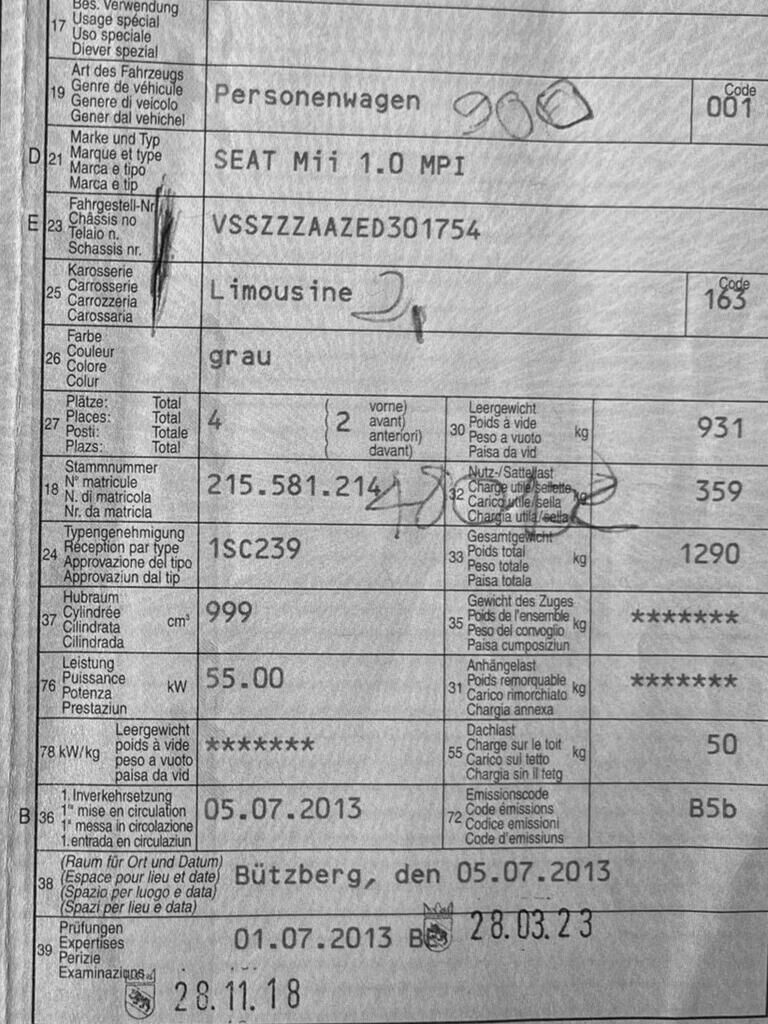 Bes. Verwendung
17 Usage spécial
Uso speciale
Diever spezial
19 Art des Fahrzeugs
Genre de véhicule
Genere di veicolo
Gener dal vehichel
Personenwagen 900
Code
001
D 21 Marke und Typ
Marque et type
Marca e tipo
Marca e tip
SEAT Mii 1.0 MPI
E 23 Fahrgestell-Nr
Châssis no
Telaio n.
Schassis nr.
VSSZZZAAZED301754
25 Karosserie
Carrosserie
Carrozzeria
Carossaria
Limousine
Code
163
26 Farbe
Couleur
Colore
Colur
grau
27 Plätze: Total
Places: Total
Posti: Totale
Plazs: Total
4
(2 vorne)
avant)
anteriori)
davant)
30 Leergewicht
Poids à vide
Peso a vuoto
Paisa da vid
kg
931
18 Stammnummer
N° matricule
N. di matricola
Nr. da matricla
215.581.214
32 Nutz-/Sattellast
Charge utile/sellette
Carico utile/sella
Chargia utila/sella
kg
359
24 Typengenehmigung
Réception par type
Approvazione del tipo
Approvaziun dal tip
1SC239
33 Gesamtgewicht
Poids total
Peso totale
Paisa totala
kg
1290
37 Hubraum
Cylindrée
Cilindrata
Cilindrada
cm³
999
35 Gewicht des Zuges
Poids de l'ensemble
Peso del convoglio
Paisa cumposiziun
kg
*******
76 Leistung
Puissance
Potenza
Prestaziun
kW
55.00
31 Anhängelast
Poids remorquable
Carico rimorchiato
Chargia annexa
kg
*******
78 kW/kg
Leergewicht
poids à vide
peso a vuoto
paisa da vid
*******
55 Dachlast
Charge sur le toit
Carico sul tetto
Chargia sin il tetg
kg
50
B 36 1. Inverkehrsetzung
1re mise en circulation
1a messa in circolazione
1. entrada en circulaziun
05.07.2013
72 Emissionscode
Code émissions
Codice emissioni
Code d'emissiuns
B5b
38 (Raum für Ort und Datum)
(Espace pour lieu et date)
(Spazio per luogo e data)
(Spazi per lieu e data)
Bützberg, den 05.07.2013
39 Prüfungen
Expertises
Perizie
Examinaziuns
01.07.2013 BE
28.03.23
28.11.18